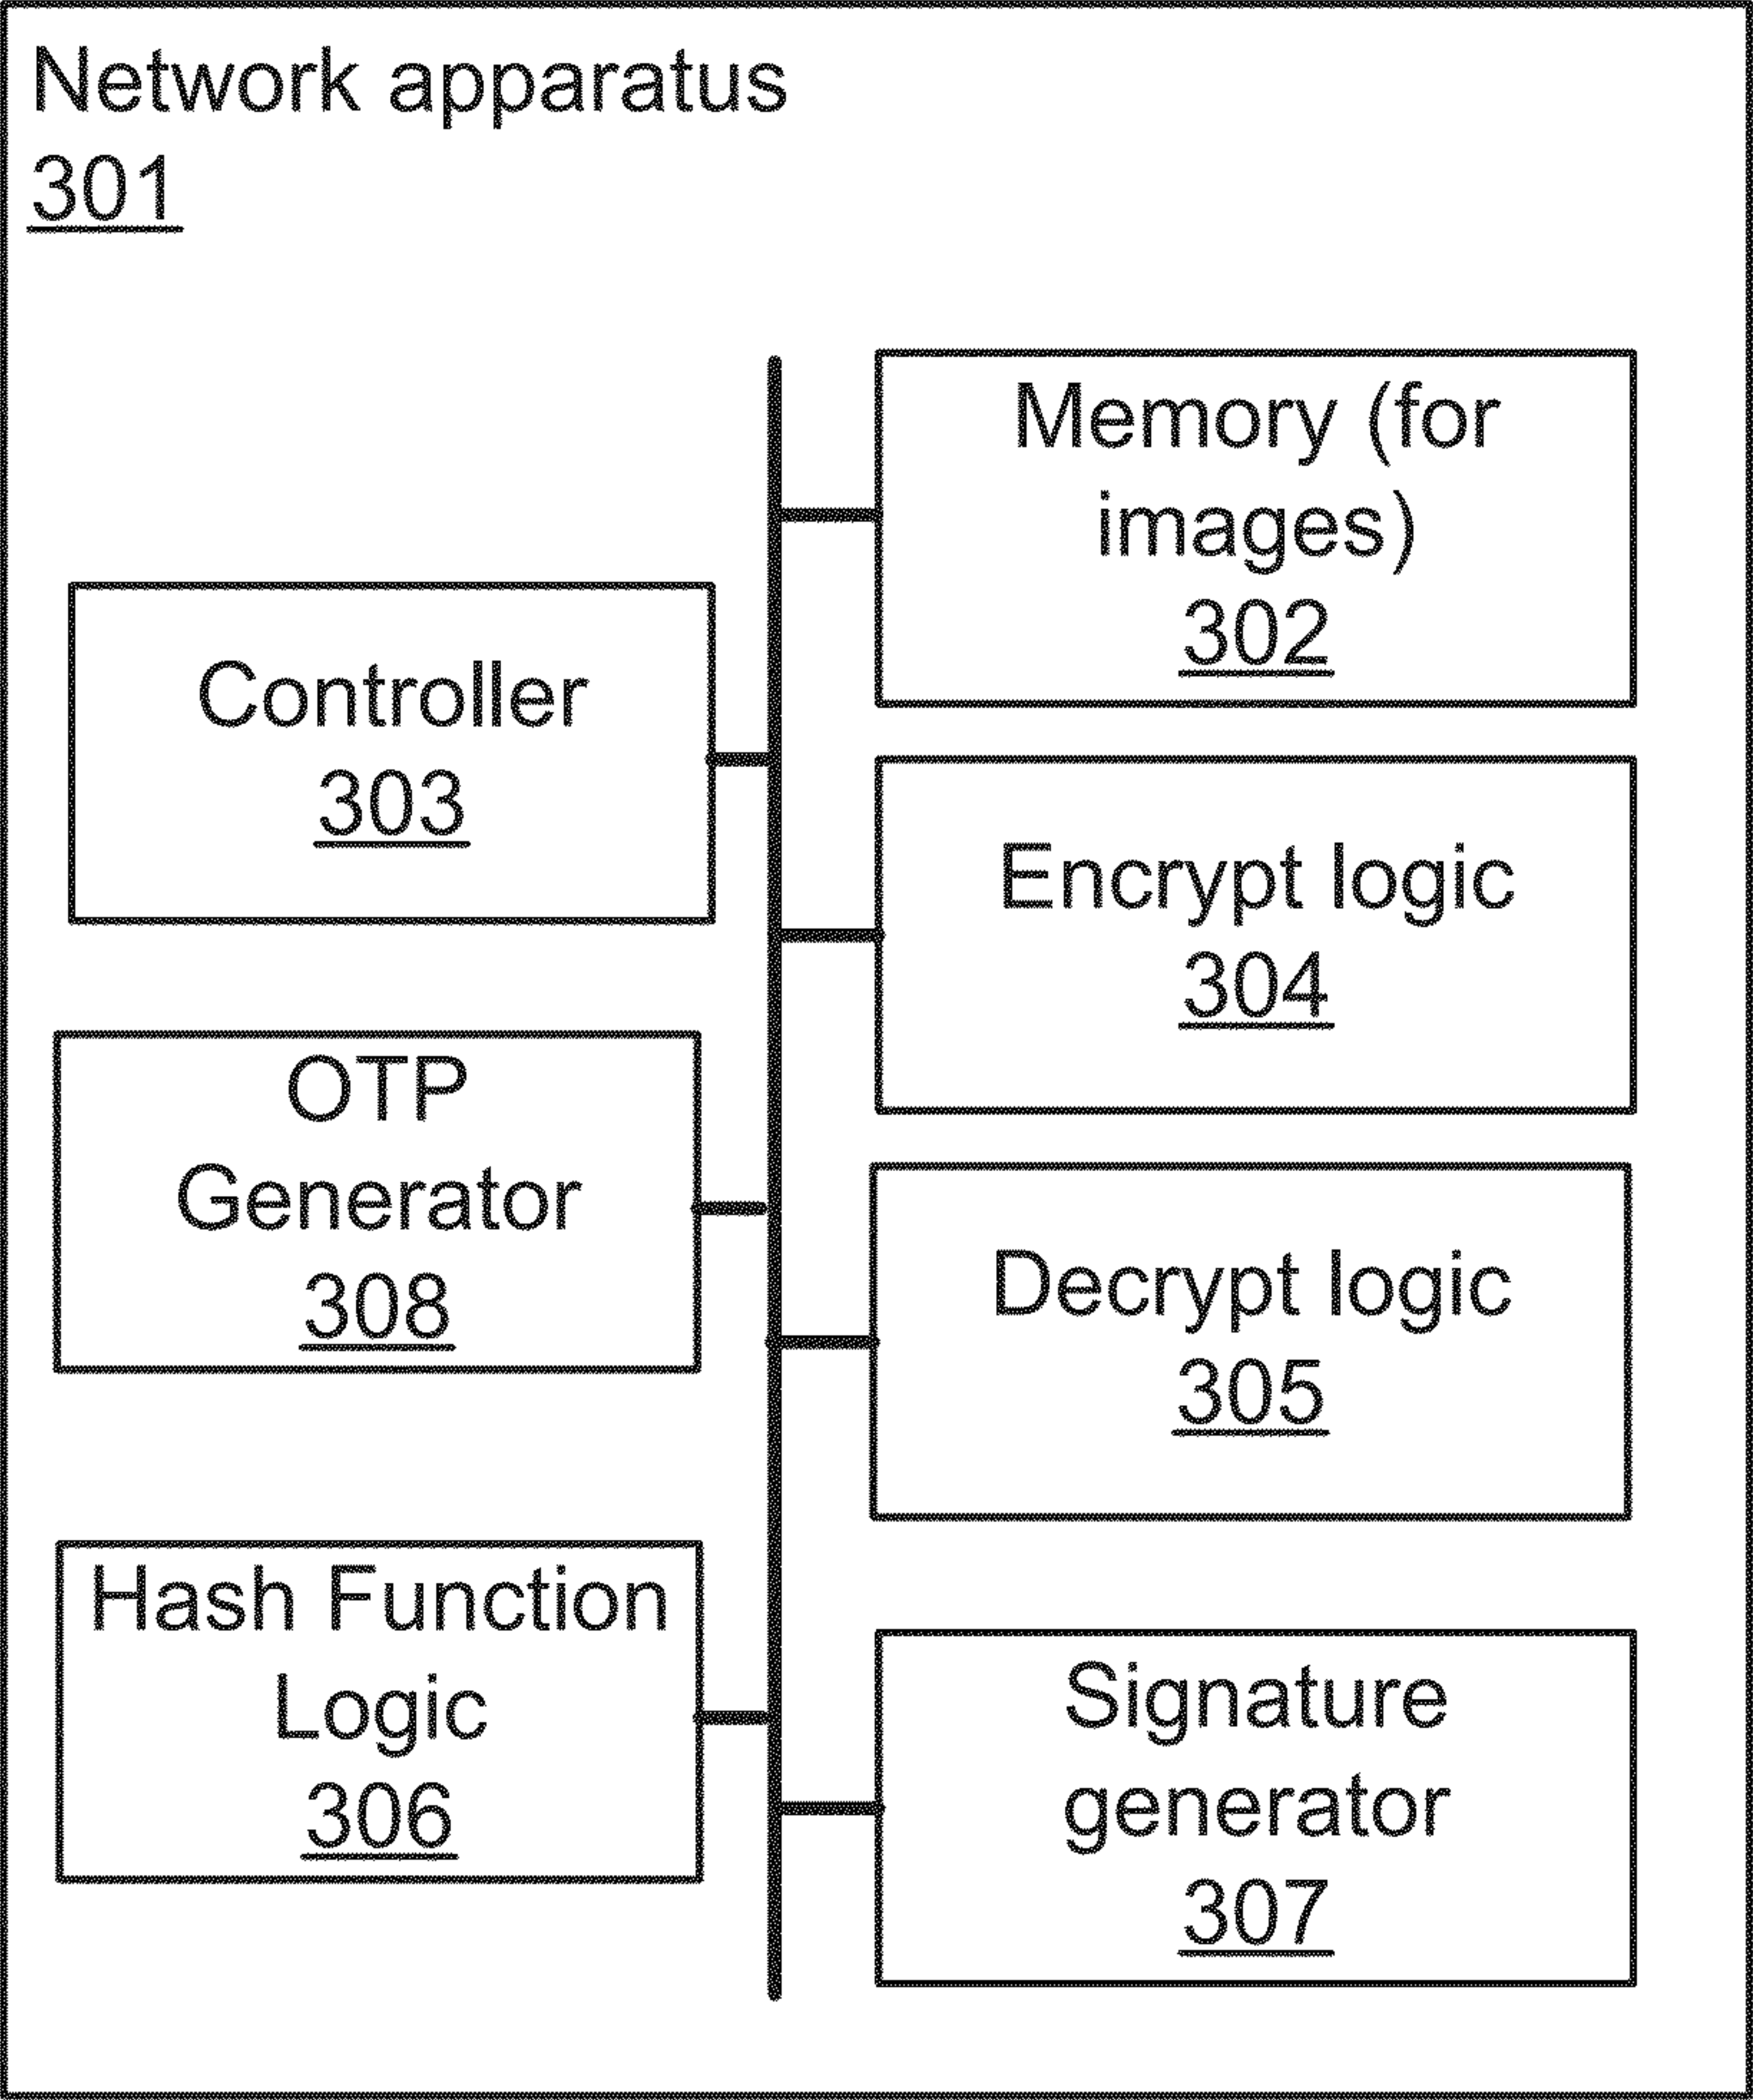 Network apparatus
301
Memory (for
images)
302
Controller
303
Encrypt logic
304
OTP
Generator
308
Decrypt logic
305
Hash Function
Logic
306
Signature
generator
307